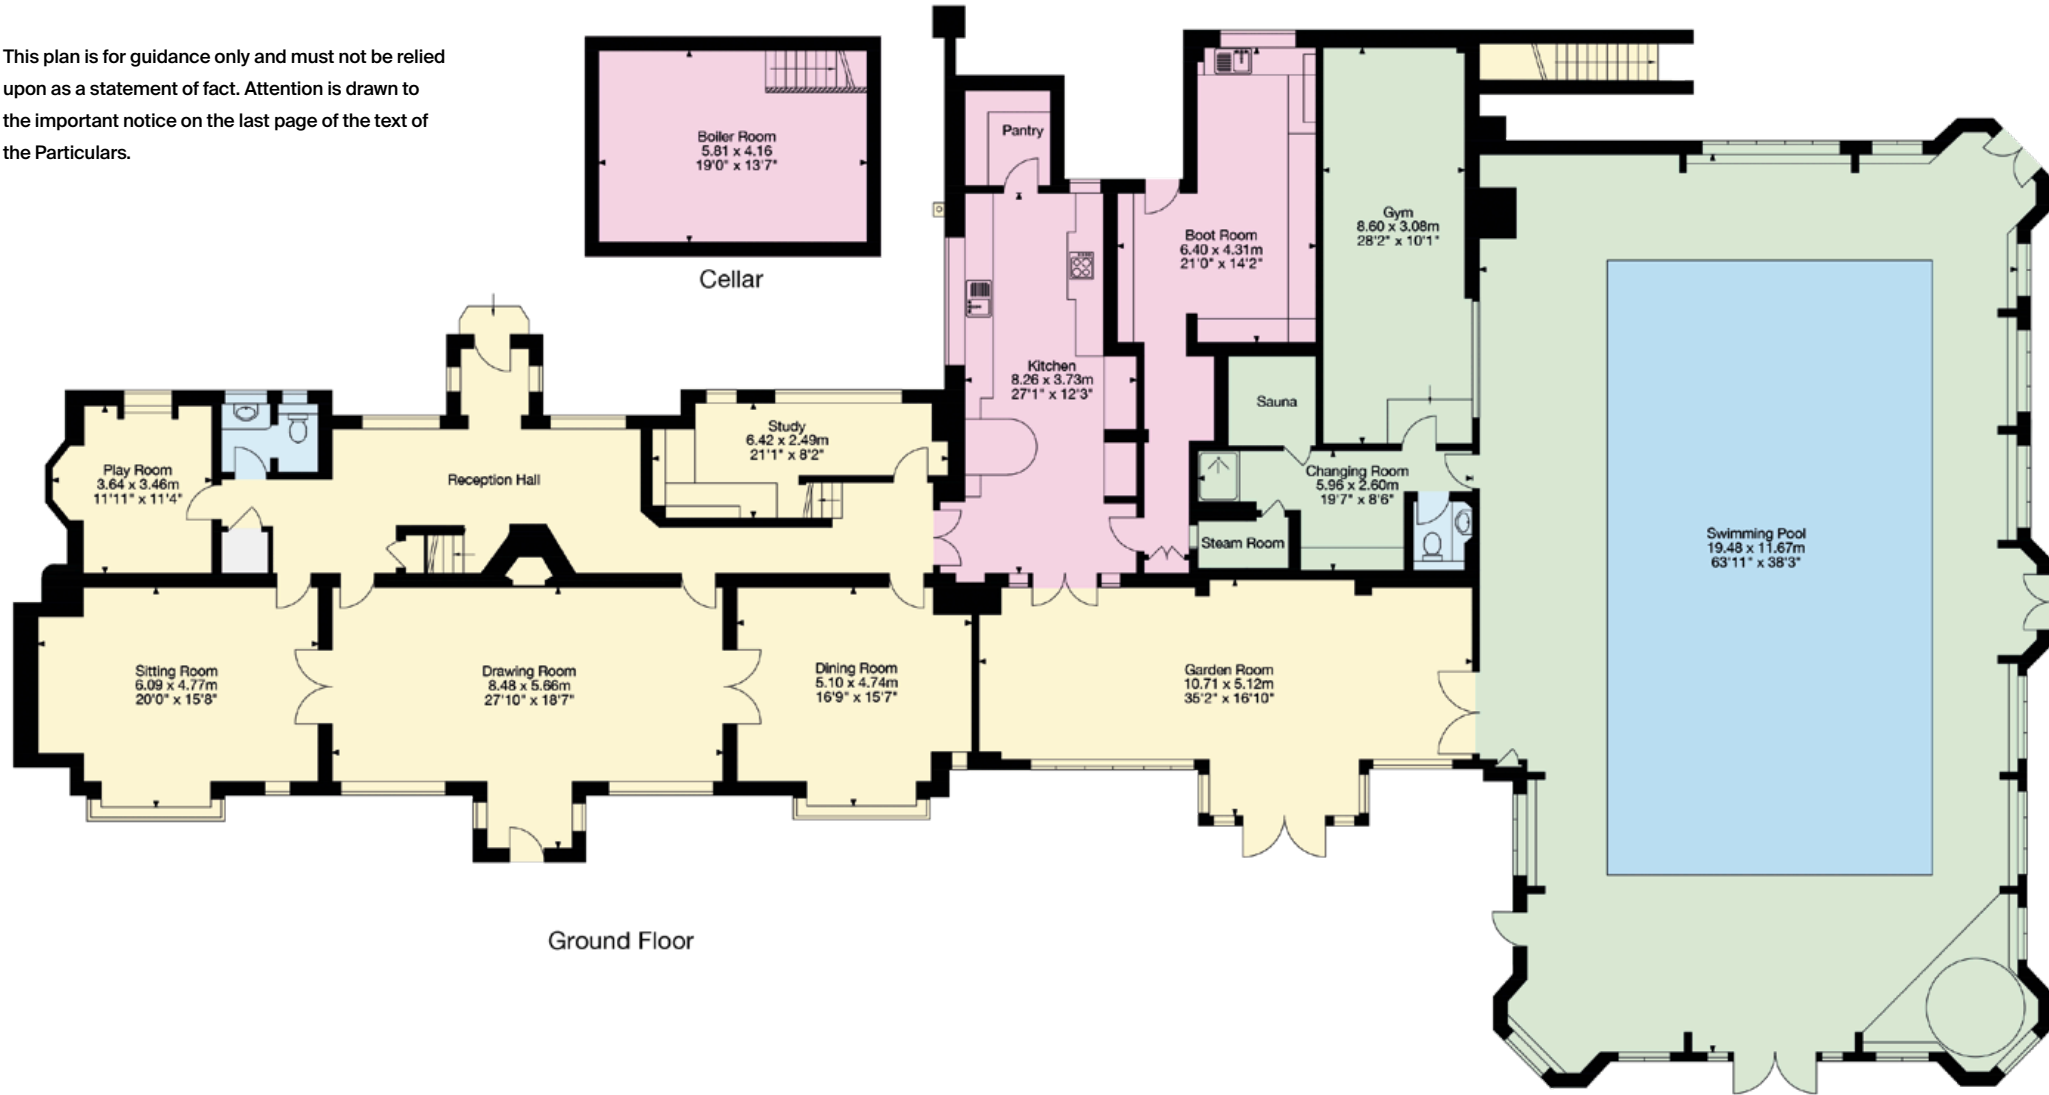 This plan is for guidance only and must not be relied
upon as a statement of fact. Attention is drawn to
the important notice on the last page of the text of
the Particulars.
Boiler Room
5.81 x 4.16
19'0" x 13'7"
Cellar
Pantry
Boot Room
6.40 x 4.31m
21'0" x 14'2"
Gym
8.60 x 3.08m
28'2" x 10'1"
Kitchen
8.26 x 3.73m
27'1" x 12'3"
Sauna
Study
6.42 x 2.49m
21'1" x 8'2"
Play Room
3.64 x 3.46m
11'11" x 11'4"
Reception Hall
Changing Room
5.96 x 2.60m
19'7" x 8'6"
Steam Room
Swimming Pool
19.48 x 11.67m
63'11" x 38'3"
Sitting Room
6.09 x 4.77m
20'0" x 15'8"
Drawing Room
8.48 x 5.66m
27'10" x 18'7"
Dining Room
5.10 x 4.74m
16'9" x 15'7"
Garden Room
10.71 x 5.12m
35'2" x 16'10"
Ground Floor